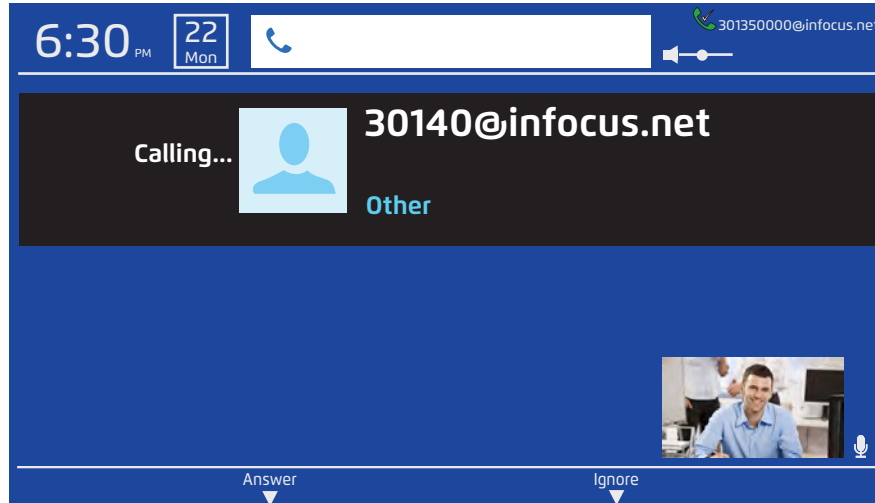 6:30 PM
22
Mon
301350000@infocus.net
Calling...
30140@infocus.net
Other
Answer
Ignore